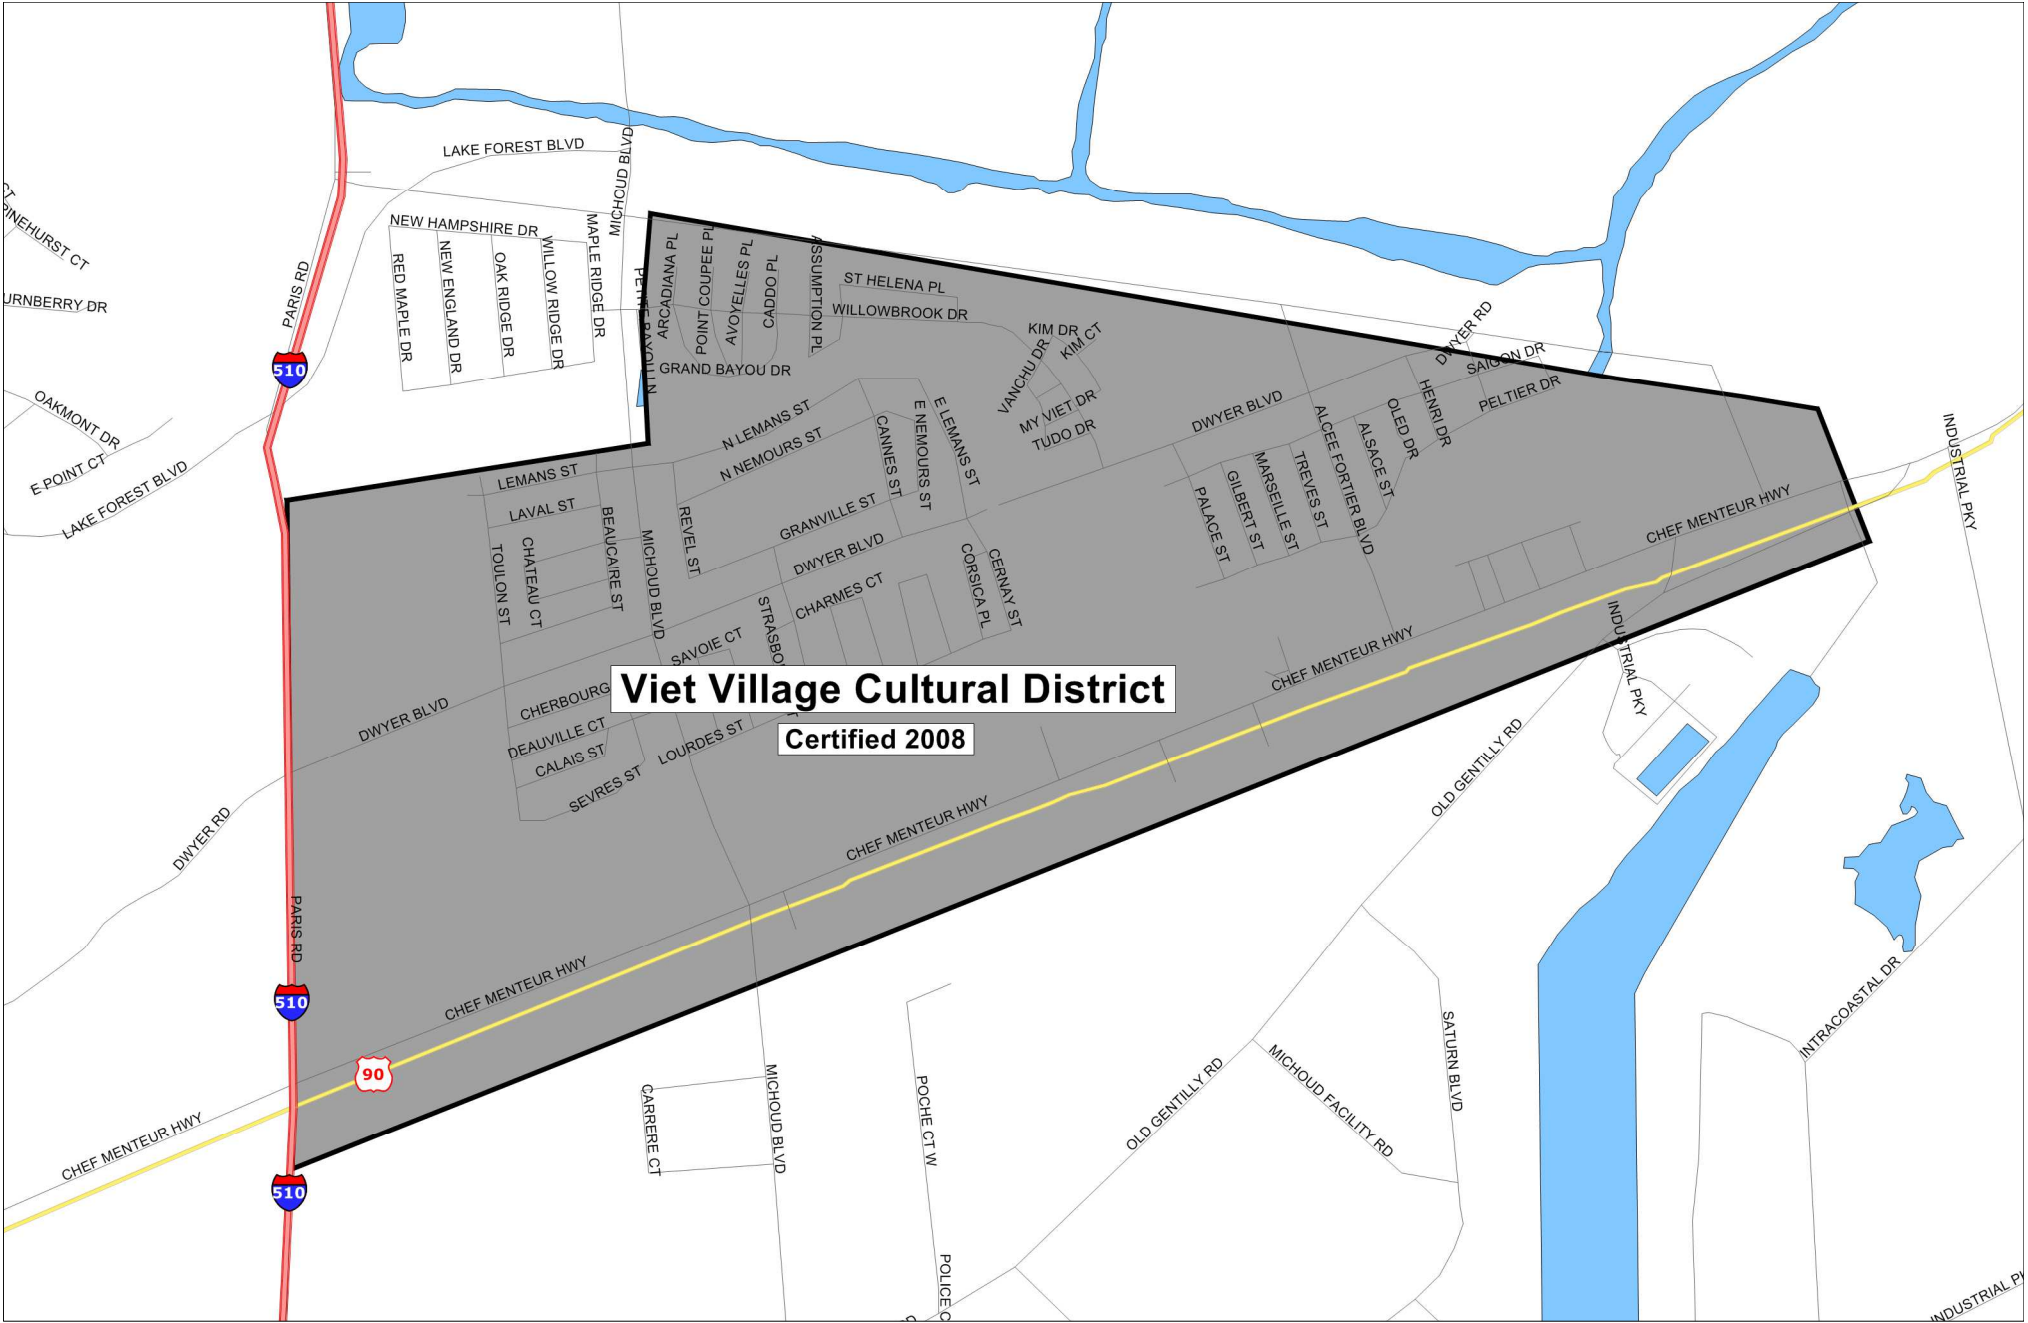 LAKE FOREST BLVD
MICHOUD BLVD
PINEHURST CT
NEW HAMPSHIRE DR
PARIS RD
URNBERRY DR
RED MAPLE DR
NEW ENGLAND DR
OAK RIDGE DR
WILLOW RIDGE DR
MAPLE RIDGE DR
PETITE BAYOU LN
ARCADIANA PL
POINT COUPEE PL
AVOYELLES PL
CADDO PL
ASSUMPTION PL
ST HELENA PL
WILLOWBROOK DR
GRAND BAYOU DR
KIM DR
KIM CT
VANCHU DR
MY VIET DR
TUDO DR
DWYER RD
SAIGON DR
PELTIER DR
HENRI DR
OLED DR
ALSACE ST
DWYER BLVD
ALCEE FORTIER BLVD
TREVES ST
MARSEILLE ST
GILBERT ST
PALACE ST
510
OAKMONT DR
E POINT CT
LAKE FOREST BLVD
N LEMANS ST
N NEMOURS ST
CANNES ST
E NEMOURS ST
E LEMANS ST
LEMANS ST
LAVAL ST
TOULON ST
CHATEAU CT
BEAUCAIRE ST
MICHOUD BLVD
REVEL ST
GRANVILLE ST
DWYER BLVD
CHARMES CT
CORSICA PL
CERNAY ST
INDUSTRIAL PKY
CHEF MENTEUR HWY
SAVOIE CT
STRASBO
CHERBOURG
Viet Village Cultural District
Certified 2008
CHEF MENTEUR HWY
INDUSTRIAL PKY
DWYER BLVD
DEAUVILLE CT
CALAIS ST
SEVRES ST
LOURDES ST
T
OLD GENTILLY RD
DWYER RD
CHEF MENTEUR HWY
PARIS RD
510
CHEF MENTEUR HWY
90
CHEF MENTEUR HWY
510
CARRERE CT
MICHOUD BLVD
POCHE CT W
OLD GENTILLY RD
MICHOUD FACILITY RD
SATURN BLVD
INTRACOASTAL DR
POLICE C
INDUSTRIAL PK